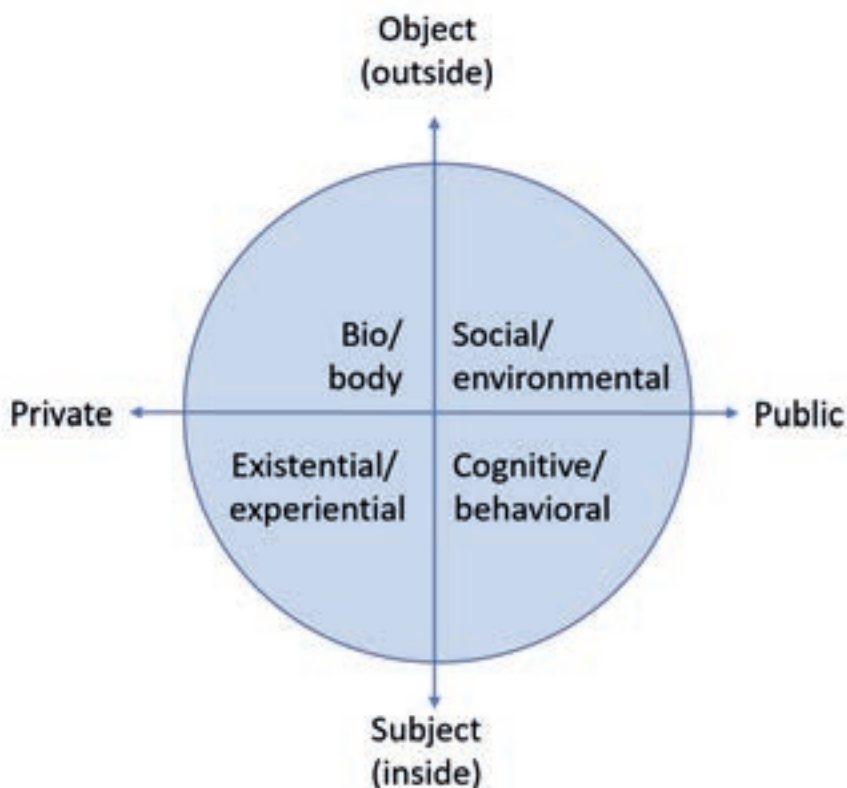 Object
(outside)
Bio/
body
Social/
environmental
Private
Public
Existential/
experiential
Cognitive/
behavioral
Subject
(inside)